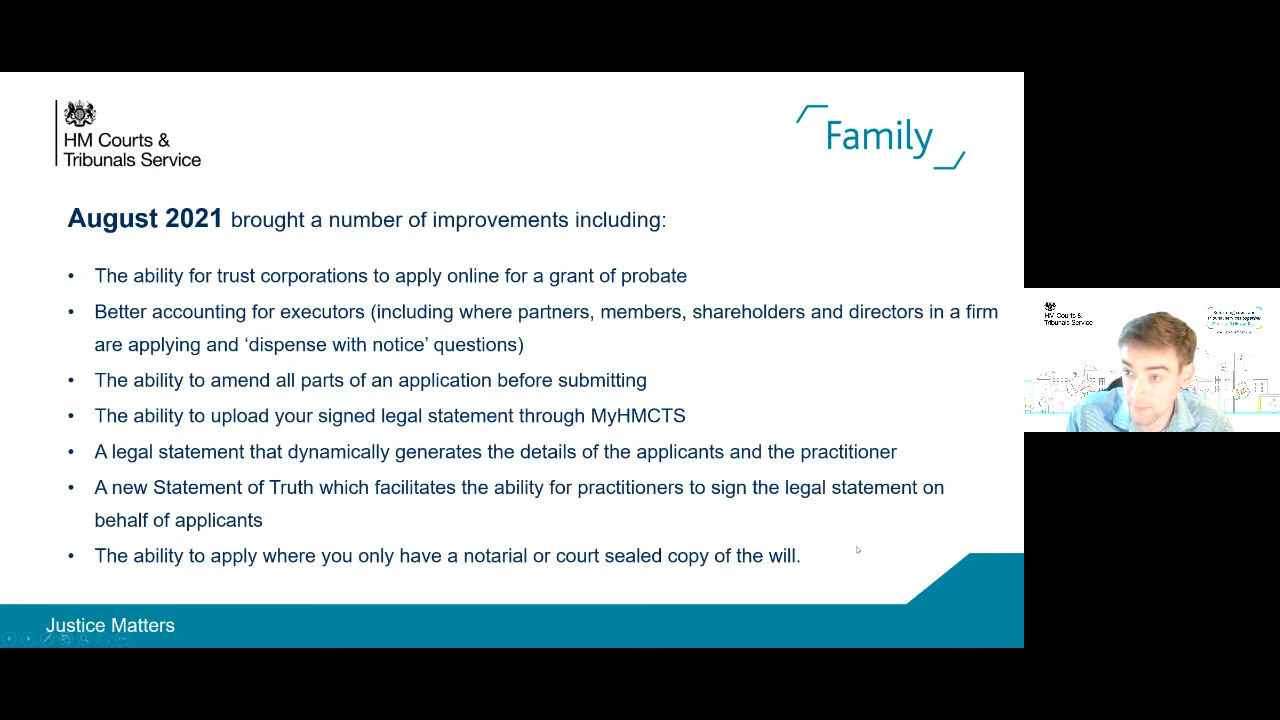 HM Courts &
Tribunals Service
Family
August 2021 brought a number of improvements including:
• The ability for trust corporations to apply online for a grant of probate
• Better accounting for executors (including where partners, members, shareholders and directors in a firm
are applying and ‘dispense with notice’ questions)
• The ability to amend all parts of an application before submitting
• The ability to upload your signed legal statement through MyHMCTS
• A legal statement that dynamically generates the details of the applicants and the practitioner
• A new Statement of Truth which facilitates the ability for practitioners to sign the legal statement on
behalf of applicants
• The ability to apply where you only have a notarial or court sealed copy of the will.
Justice Matters
HM Courts &
Tribunals Service